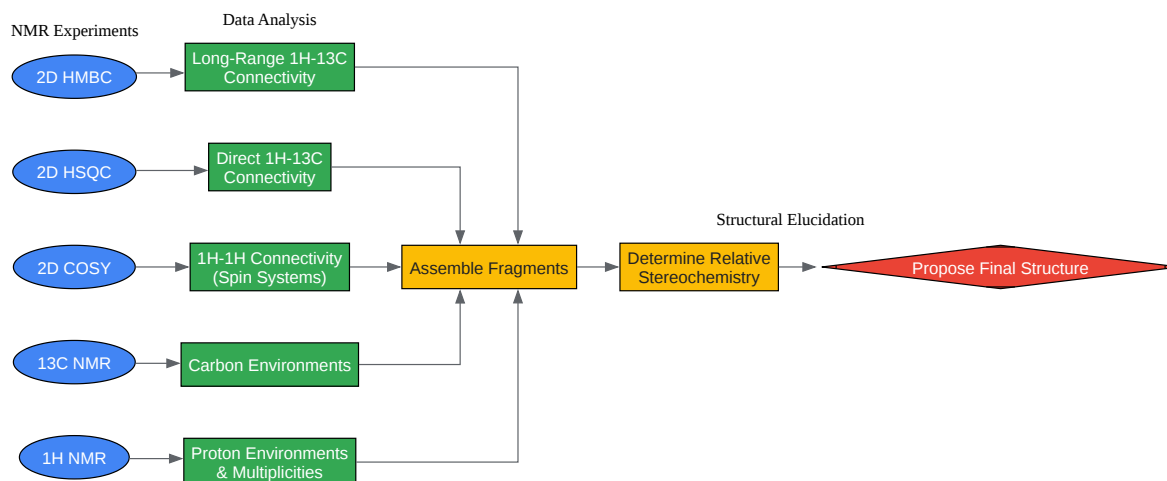 NMR Experiments
Data Analysis
2D HMBC
Long-Range 1H-13C
Connectivity
2D HSQC
Direct 1H-13C
Connectivity
Structural Elucidation
2D COSY
1H-1H Connectivity
(Spin Systems)
Assemble Fragments
Determine Relative
Stereochemistry
Propose Final Structure
13C NMR
Carbon Environments
1H NMR
Proton Environments
& Multiplicities